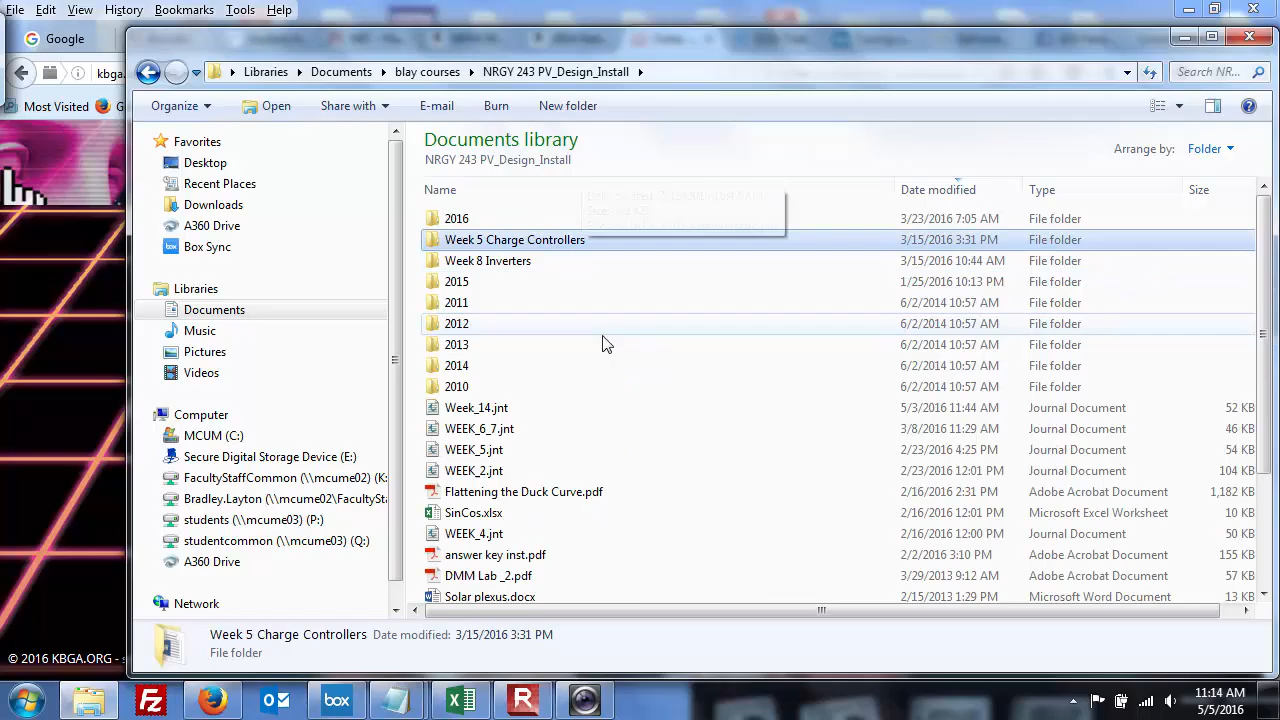 File Edit View History Bookmarks Tools Help
Google
kbga.
Most Visited G
Libraries Documents blay courses NRGY 243 PV_Design_Install
Search NR...
Organize Open Share with E-mail Burn New folder
Favorites
Desktop
Recent Places
Downloads
A360 Drive
Box Sync
Libraries
Documents
Music
Pictures
Videos
Computer
MCUM (C:)
Secure Digital Storage Device (E:)
FacultyStaffCommon (\\mcume02) (K:
Bradley.Layton (\\mcume02\FacultySta
students (\\mcume03) (P:)
studentcommon (\\mcume03) (Q:)
A360 Drive
Network
Documents library
NRGY 243 PV_Design_Install
Arrange by: Folder
Name Date modified Type Size
2016 3/23/2016 7:05 AM File folder
Week 5 Charge Controllers 3/15/2016 3:31 PM File folder
Week 8 Inverters 3/15/2016 10:44 AM File folder
2015 1/25/2016 10:13 PM File folder
2011 6/2/2014 10:57 AM File folder
2012 6/2/2014 10:57 AM File folder
2013 6/2/2014 10:57 AM File folder
2014 6/2/2014 10:57 AM File folder
2010 6/2/2014 10:57 AM File folder
Week_14.jnt 5/3/2016 11:44 AM Journal Document 52 KB
WEEK_6_7.jnt 3/8/2016 11:29 AM Journal Document 46 KB
WEEK_5.jnt 2/23/2016 4:25 PM Journal Document 54 KB
WEEK_2.jnt 2/23/2016 12:01 PM Journal Document 104 KB
Flattening the Duck Curve.pdf 2/16/2016 2:31 PM Adobe Acrobat Document 1,182 KB
SinCos.xlsx 2/16/2016 12:01 PM Microsoft Excel Worksheet 10 KB
WEEK_4.jnt 2/16/2016 12:00 PM Journal Document 50 KB
answer key inst.pdf 2/2/2016 3:10 PM Adobe Acrobat Document 155 KB
DMM Lab _2.pdf 3/29/2013 9:12 AM Adobe Acrobat Document 57 KB
Solar plexus.docx 2/15/2013 1:29 PM Microsoft Word Document 13 KB
Week 5 Charge Controllers Date modified: 3/15/2016 3:31 PM
File folder
© 2016 KBGA.ORG -
box
11:14 AM
5/5/2016